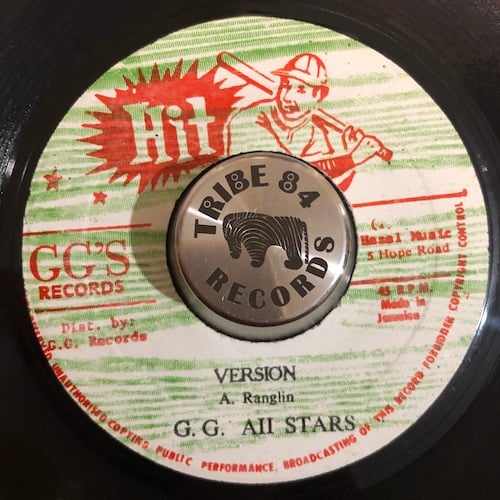 Hit
TRIBE 84
RECORDS
GG'S
RECORDS
Dist. by:
G.G. Records
Hazel Music
5 Hope Road
45 R.P.M.
Made in
Jamaica
VERSION
A. Ranglin
G.G. All STARS
UNAUTHORISED COPYING, PUBLIC PERFORMANCE, BROADCASTING OF THIS RECORD FORBIDDEN COPYRIGHT CONTROL